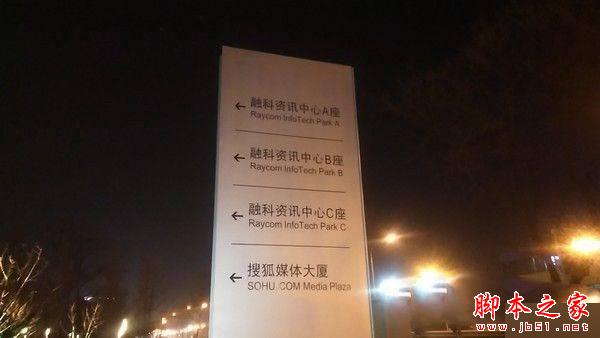 ← 融科资讯中心A座
Raycom InfoTech Park A
← 融科资讯中心B座
Raycom InfoTech Park B
← 融科资讯中心C座
Raycom InfoTech Park C
← 搜狐媒体大厦
SOHU.COM Media Plaza
脚本之家
www.jb51.net